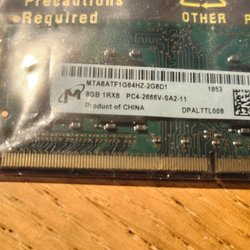 Precautions
Required
OTHER P
MTA8ATF1G64HZ-2G6D1 1853
8GB 1RX8 PC4-2666V-SA2-11
Product of CHINA
DPALTTL008